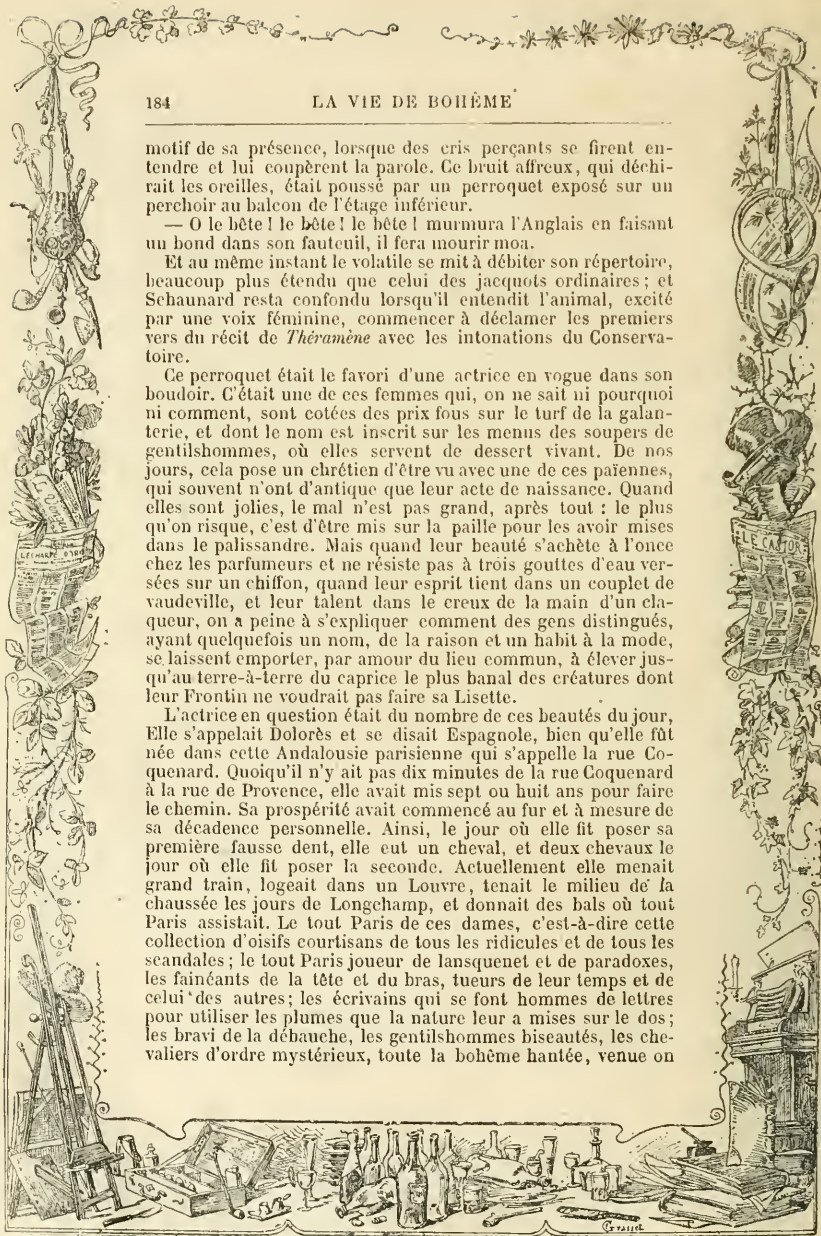 184
LA VIE DE BOHÊME
motif de sa présence, lorsque des cris perçants se firent en-
tendre et lui coupèrent la parole. Ce bruit affreux, qui déchi-
rait les oreilles, était poussé par un perroquet exposé sur un
perchoir au balcon de l'étage inférieur.
— O le bête ! le bête ! le bête ! murmura l'Anglais en faisant
un bond dans son fauteuil, il fera mourir moa.
Et au même instant le volatile se mit à débiter son répertoire,
beaucoup plus étendu que celui des jacquots ordinaires ; et
Schaunard resta confondu lorsqu'il entendit l'animal, excité
par une voix féminine, commencer à déclamer les premiers
vers du récit de Théramène avec les intonations du Conserva-
toire.
Ce perroquet était le favori d'une actrice en vogue dans son
boudoir. C'était une de ces femmes qui, on ne sait ni pourquoi
ni comment, sont cotées des prix fous sur le turf de la galan-
terie, et dont le nom est inscrit sur les menus des soupers de
gentilshommes, où elles servent de dessert vivant. De nos
jours, cela pose un chrétien d'être vu avec une de ces païennes,
qui souvent n'ont d'antique que leur acte de naissance. Quand
elles sont jolies, le mal n'est pas grand, après tout : le plus
qu'on risque, c'est d'être mis sur la paille pour les avoir mises
dans le palissandre. Mais quand leur beauté s'achète à l'once
chez les parfumeurs et ne résiste pas à trois gouttes d'eau ver-
sées sur un chiffon, quand leur esprit tient dans un couplet de
vaudeville, et leur talent dans le creux de la main d'un cla-
queur, on a peine à s'expliquer comment des gens distingués,
ayant quelquefois un nom, de la raison et un habit à la mode,
se laissent emporter, par amour du lieu commun, à élever jus-
qu'au terre-à-terre du caprice le plus banal des créatures dont
leur Frontin ne voudrait pas faire sa Lisette.
L'actrice en question était du nombre de ces beautés du jour,
Elle s'appelait Dolorès et se disait Espagnole, bien qu'elle fût
née dans cette Andalousie parisienne qui s'appelle la rue Co-
quenard. Quoiqu'il n'y ait pas dix minutes de la rue Coquenard
à la rue de Provence, elle avait mis sept ou huit ans pour faire
le chemin. Sa prospérité avait commencé au fur et à mesure de
sa décadence personnelle. Ainsi, le jour où elle fit poser sa
première fausse dent, elle eut un cheval, et deux chevaux le
jour où elle fit poser la seconde. Actuellement elle menait
grand train, logeait dans un Louvre, tenait le milieu de la
chaussée les jours de Longchamp, et donnait des bals où tout
Paris assistait. Le tout Paris de ces dames, c'est-à-dire cette
collection d'oisifs courtisans de tous les ridicules et de tous les
scandales ; le tout Paris joueur de lansquenet et de paradoxes,
les fainéants de la tête et du bras, tueurs de leur temps et de
celui des autres ; les écrivains qui se font hommes de lettres
pour utiliser les plumes que la nature leur a mises sur le dos ;
les bravi de la débauche, les gentilshommes biseautés, les che-
valiers d'ordre mystérieux, toute la bohème hantée, venue on
LE CASTOR
Grasset